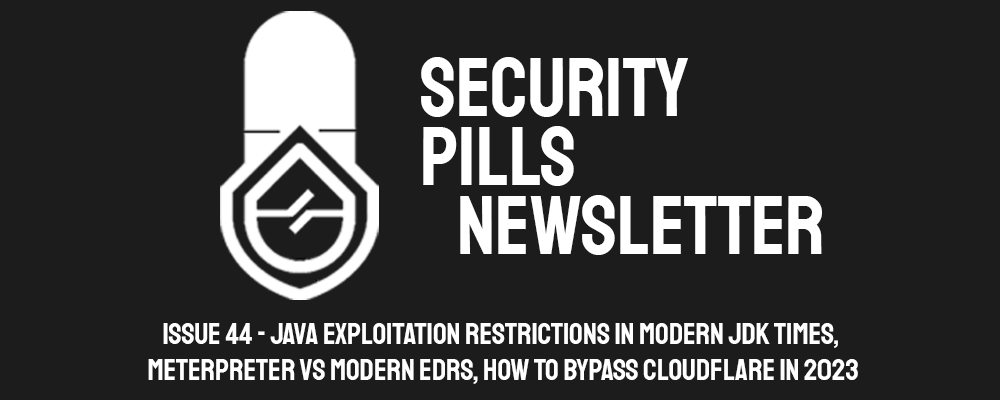 SECURITY
PILLS
NEWSLETTER
ISSUE 44 - JAVA EXPLOITATION RESTRICTIONS IN MODERN JDK TIMES,
METERPRETER VS MODERN EDRS, HOW TO BYPASS CLOUDFLARE IN 2023